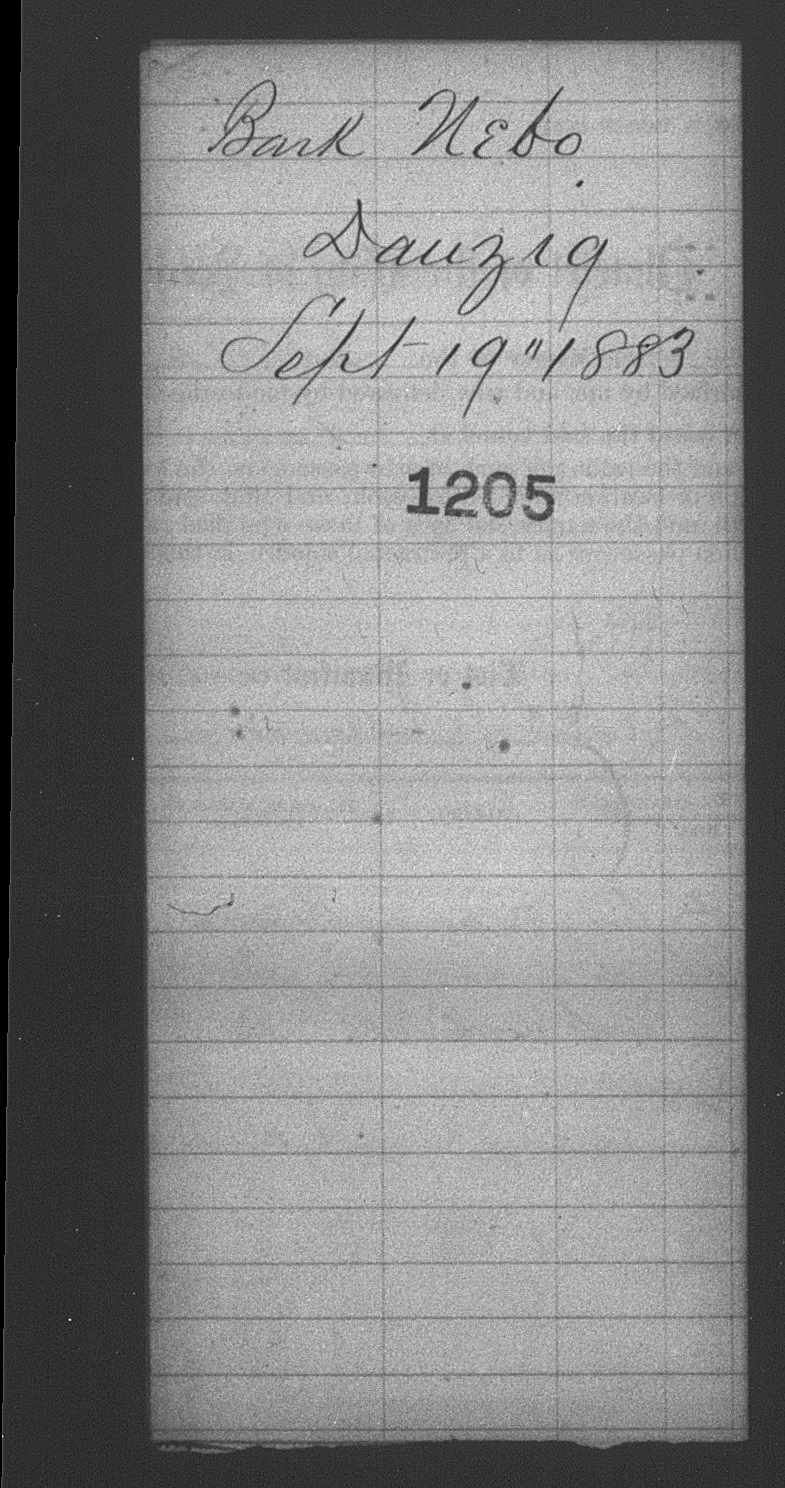 Bark Nebo.
Danzig
Sept 19" 1883
1205